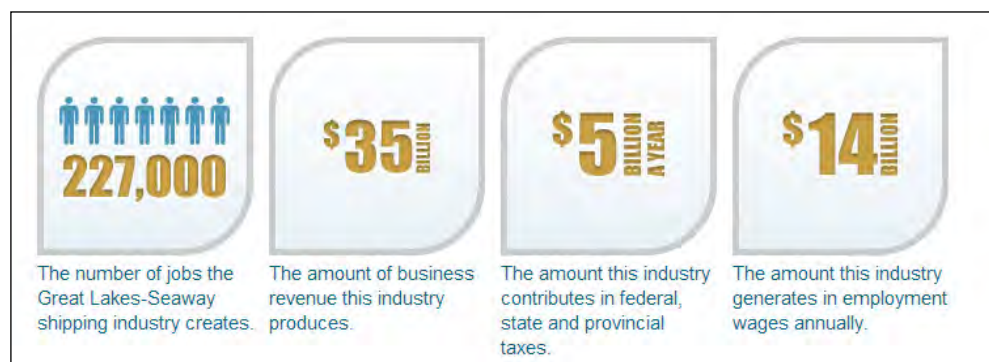 227,000
The number of jobs the
Great Lakes-Seaway
shipping industry creates.
$35 BILLION
The amount of business
revenue this industry
produces.
$5 BILLION
A YEAR
The amount this industry
contributes in federal,
state and provincial
taxes.
$14 BILLION
The amount this industry
generates in employment
wages annually.